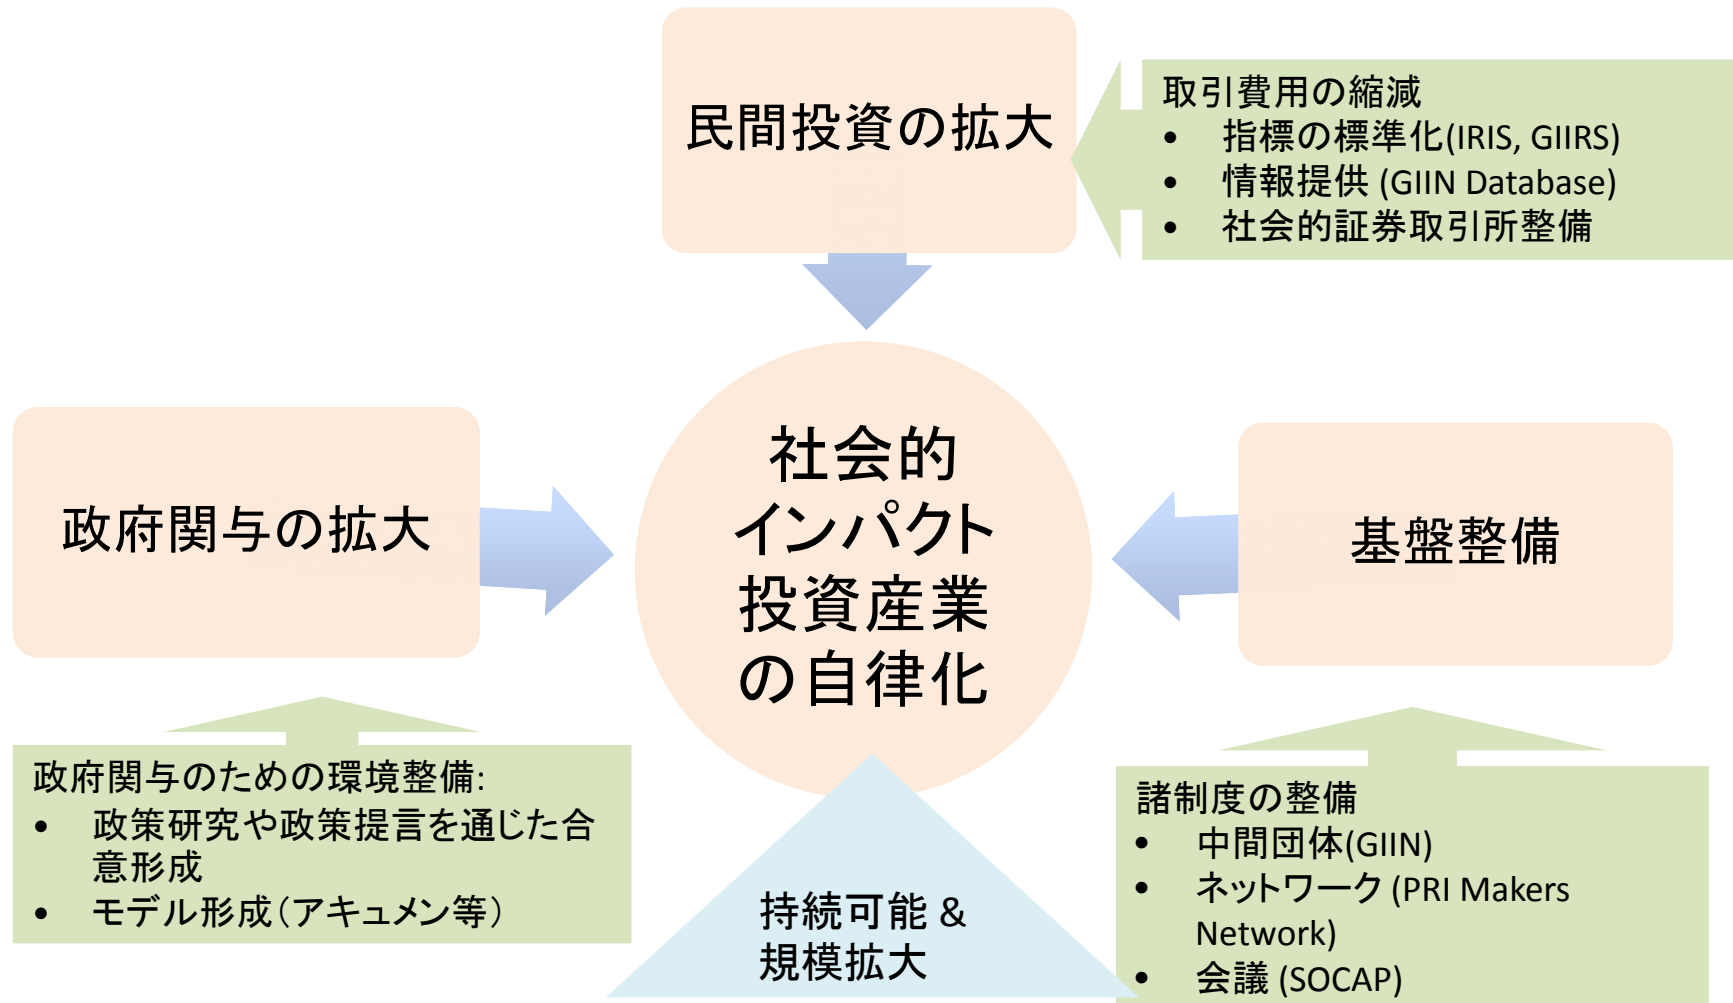 民間投資の拡大
取引費用の縮減
• 指標の標準化(IRIS, GIIRS)
• 情報提供 (GIIN Database)
• 社会的証券取引所整備
政府関与の拡大
社会的
インパクト
投資産業
の自律化
基盤整備
政府関与のための環境整備:
• 政策研究や政策提言を通じた合
意形成
• モデル形成(アキュメン等)
持続可能 &
規模拡大
諸制度の整備
• 中間団体(GIIN)
• ネットワーク (PRI Makers
Network)
• 会議 (SOCAP)